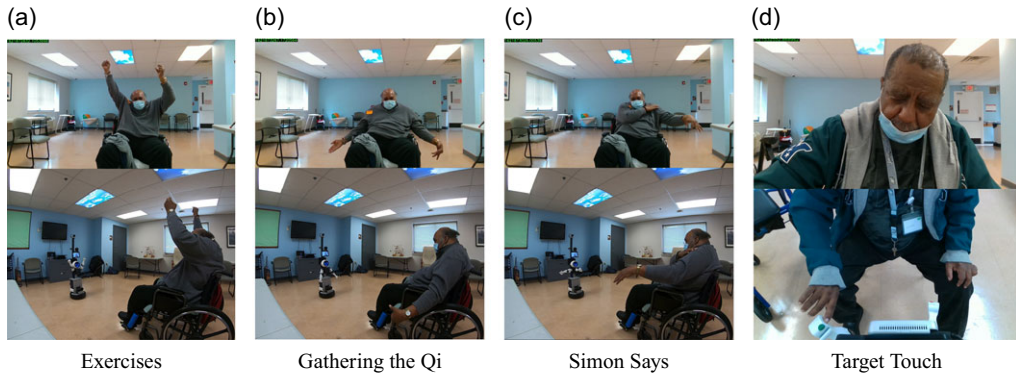 (a)
(b)
(c)
(d)
Exercises
Gathering the Qi
Simon Says
Target Touch